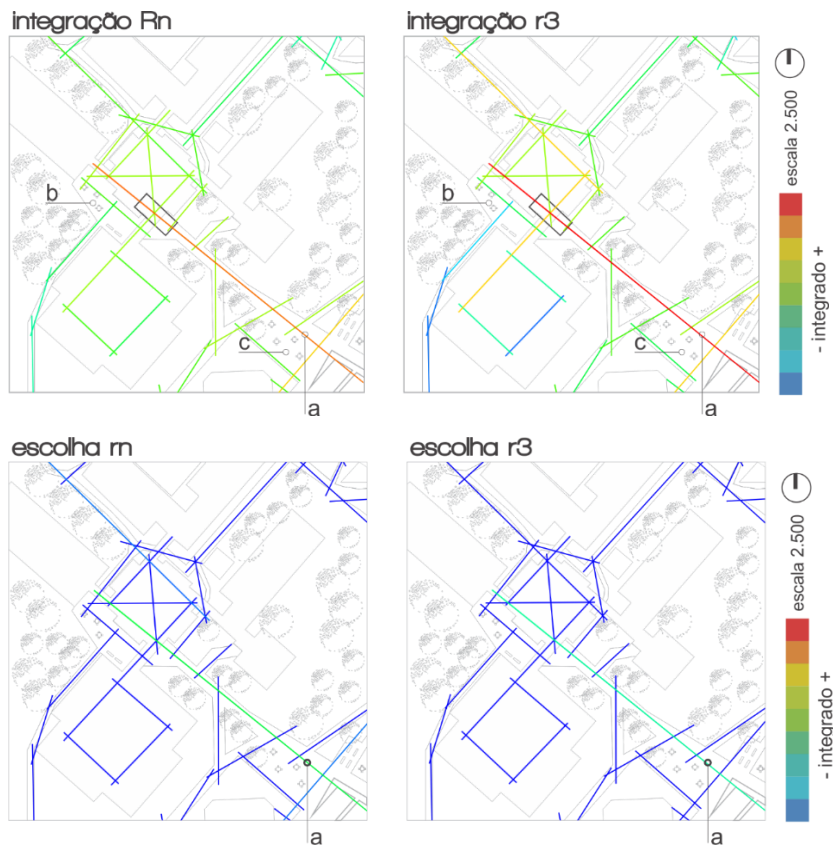 integração Rn
integração r3
b
c
a
b
c
a
escala 2.500
- integrado +
escolha rn
escolha r3
a
a
escala 2.500
- integrado +